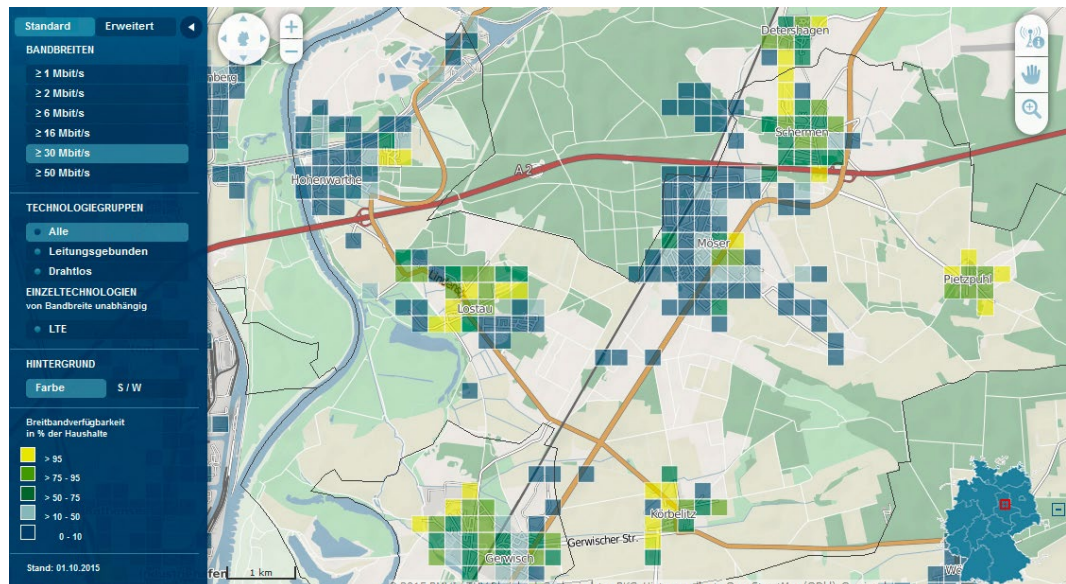 Standard Erweitert
BANDBREITEN
≥ 1 Mbit/s
≥ 2 Mbit/s
≥ 6 Mbit/s
≥ 16 Mbit/s
≥ 30 Mbit/s
≥ 50 Mbit/s
TECHNOLOGIEGRUPPEN
Alle
Leitungsgebunden
Drahtlos
EINZELTECHNOLOGIEN
von Bandbreite unabhängig
LTE
HINTERGRUND
Farbe S / W
Breitbandverfügbarkeit
in % der Haushalte
> 95
> 75 - 95
> 50 - 75
> 10 - 50
0 - 10
Stand: 01.10.2015
Detershagen
Schermen
A 2
Hohenwarthe
Möser
Pietzpuhl
Lostau
Körbelitz
Gerwischer Str.
Gerwisch
1 km